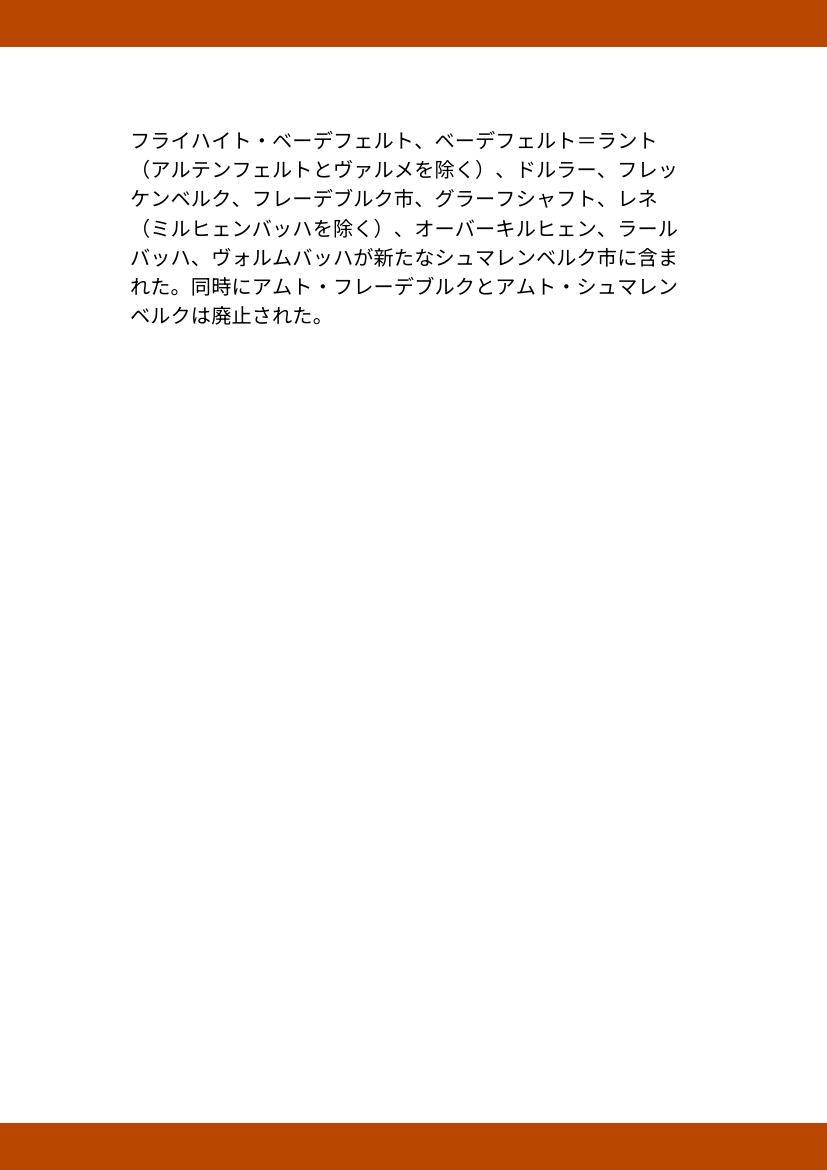 フライハイト・ベーデフェルト、ベーデフェルト＝ラント
（アルテンフェルトとヴァルメを除く）、ドルラー、フレッ
ケンベルク、フレーデブルク市、グラーフシャフト、レネ
（ミルヒェンバッハを除く）、オーバーキルヒェン、ラール
バッハ、ヴォルムバッハが新たなシュマレンベルク市に含ま
れた。同時にアムト・フレーデブルクとアムト・シュマレン
ベルクは廃止された。